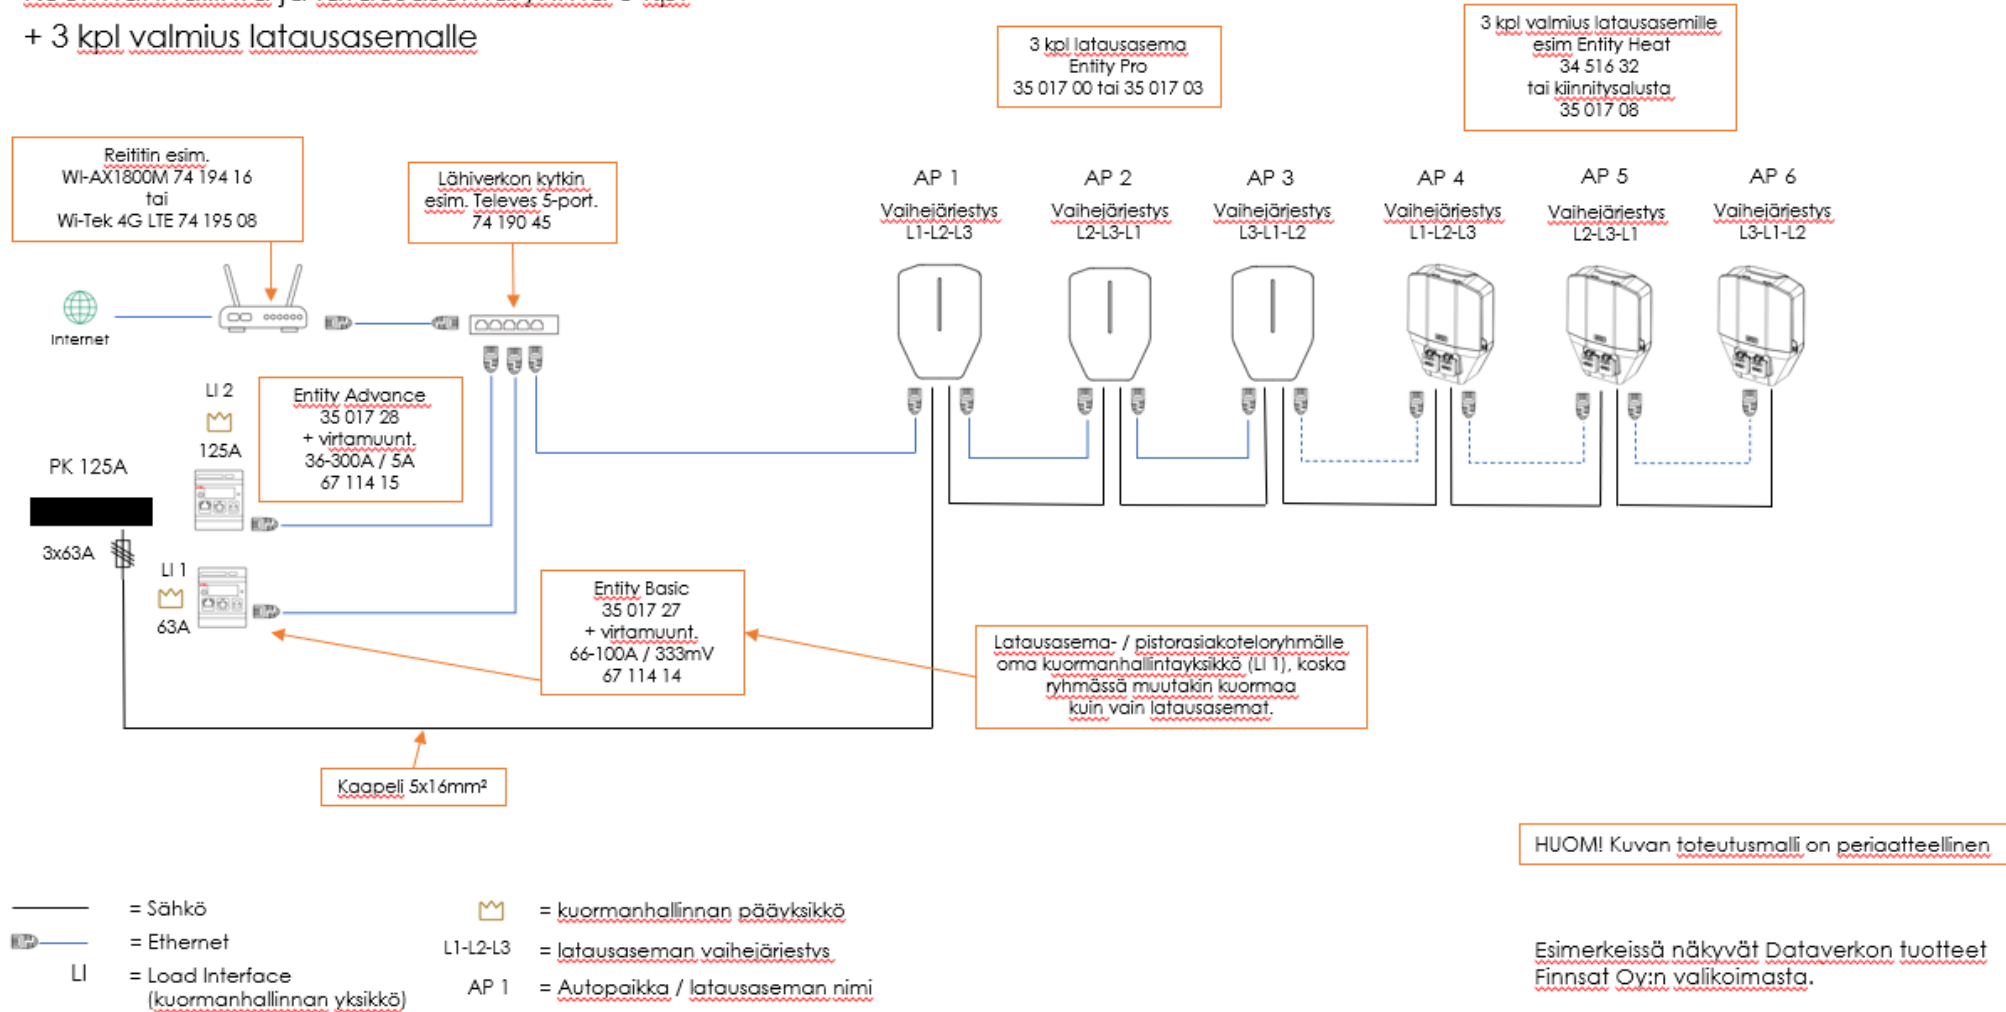 + 3 kpl valmius latausasemalle
3 kpl latausasema
Entity Pro
35 017 00 tai 35 017 03
3 kpl valmius latausasemille
esim Entity Heat
34 516 32
tai kiinnitysalusta
35 017 08
Reititin esim.
WI-AX1800M 74 194 16
tai
Wi-Tek 4G LTE 74 195 08
Lähiverkon kytkin
esim. Televes 5-port.
74 190 45
AP 1
Vaihejärjestys
L1-L2-L3
AP 2
Vaihejärjestys
L2-L3-L1
AP 3
Vaihejärjestys
L3-L1-L2
AP 4
Vaihejärjestys
L1-L2-L3
AP 5
Vaihejärjestys
L2-L3-L1
AP 6
Vaihejärjestys
L3-L1-L2
Internet
LI 2
125A
Entity Advance
35 017 28
+ virtamuunt.
36-300A / 5A
67 114 15
PK 125A
3x63A
LI 1
63A
Entity Basic
35 017 27
+ virtamuunt.
66-100A / 333mV
67 114 14
Latausasema- / pistorasiakoteloryhmälle
oma kuormanhallintayksikkö (LI 1), koska
ryhmässä muutakin kuormaa
kuin vain latausasemat.
Kaapeli 5x16mm²
HUOM! Kuvan toteutusmalli on periaatteellinen
= Sähkö
= Ethernet
LI = Load Interface
(kuormanhallinnan yksikkö)
= kuormanhallinnan pääyksikkö
L1-L2-L3 = latausaseman vaihejärjestys
AP 1 = Autopaikka / latausaseman nimi
Esimerkeissä näkyvät Dataverkon tuotteet
Finnsat Oy:n valikoimasta.